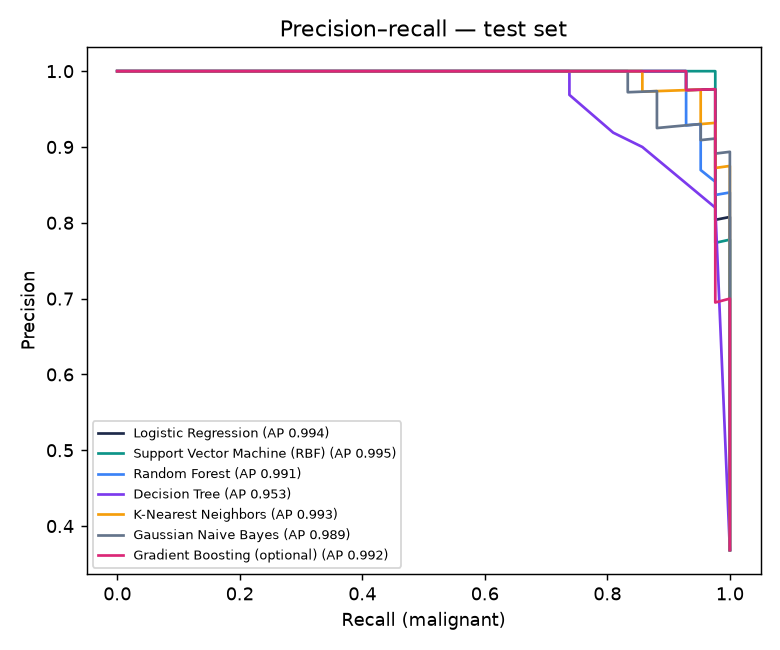 Precision–recall — test set
1.0
0.9
0.8
0.7
0.6
0.5
0.4
Precision
Logistic Regression (AP 0.994)
Support Vector Machine (RBF) (AP 0.995)
Random Forest (AP 0.991)
Decision Tree (AP 0.953)
K-Nearest Neighbors (AP 0.993)
Gaussian Naive Bayes (AP 0.989)
Gradient Boosting (optional) (AP 0.992)
0.0 0.2 0.4 0.6 0.8 1.0
Recall (malignant)